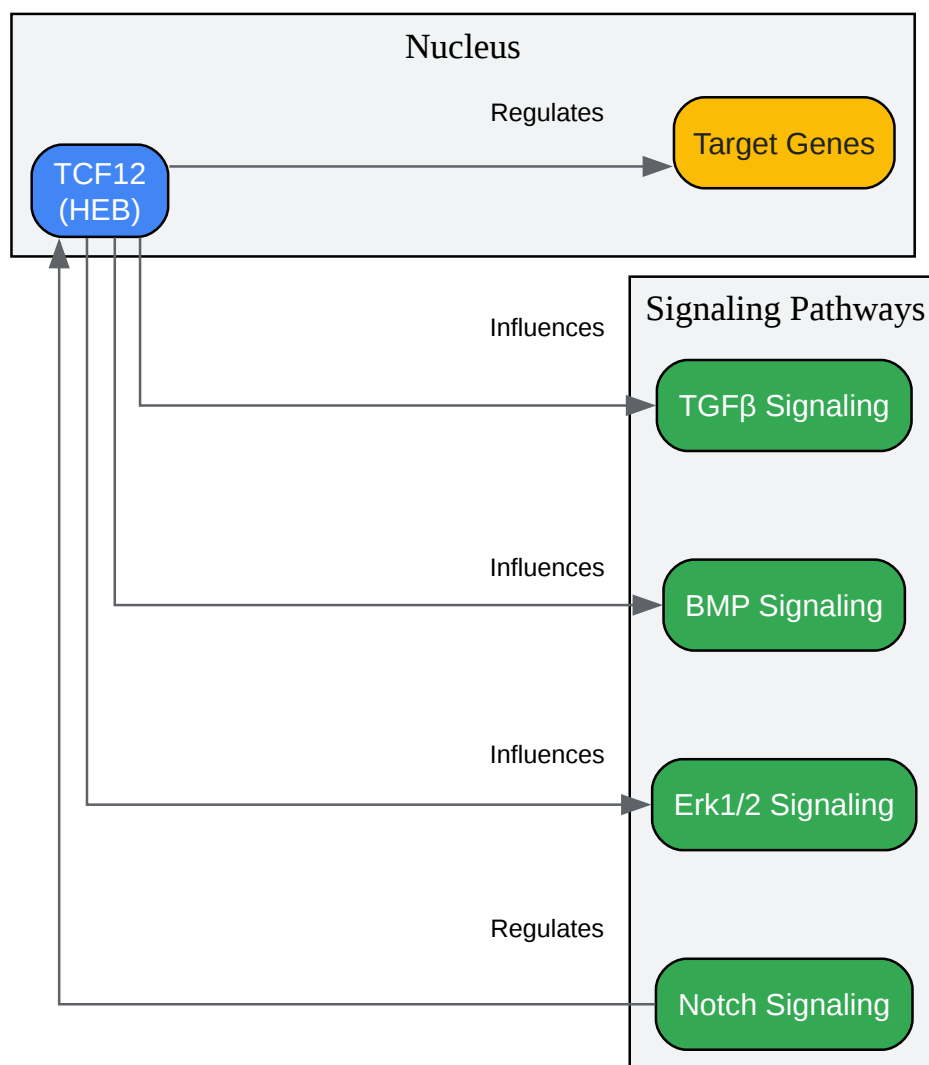 Nucleus
Regulates
Target Genes
TCF12
(HEB)
Signaling Pathways
Influences
TGFβ Signaling
Influences
BMP Signaling
Influences
Erk1/2 Signaling
Regulates
Notch Signaling